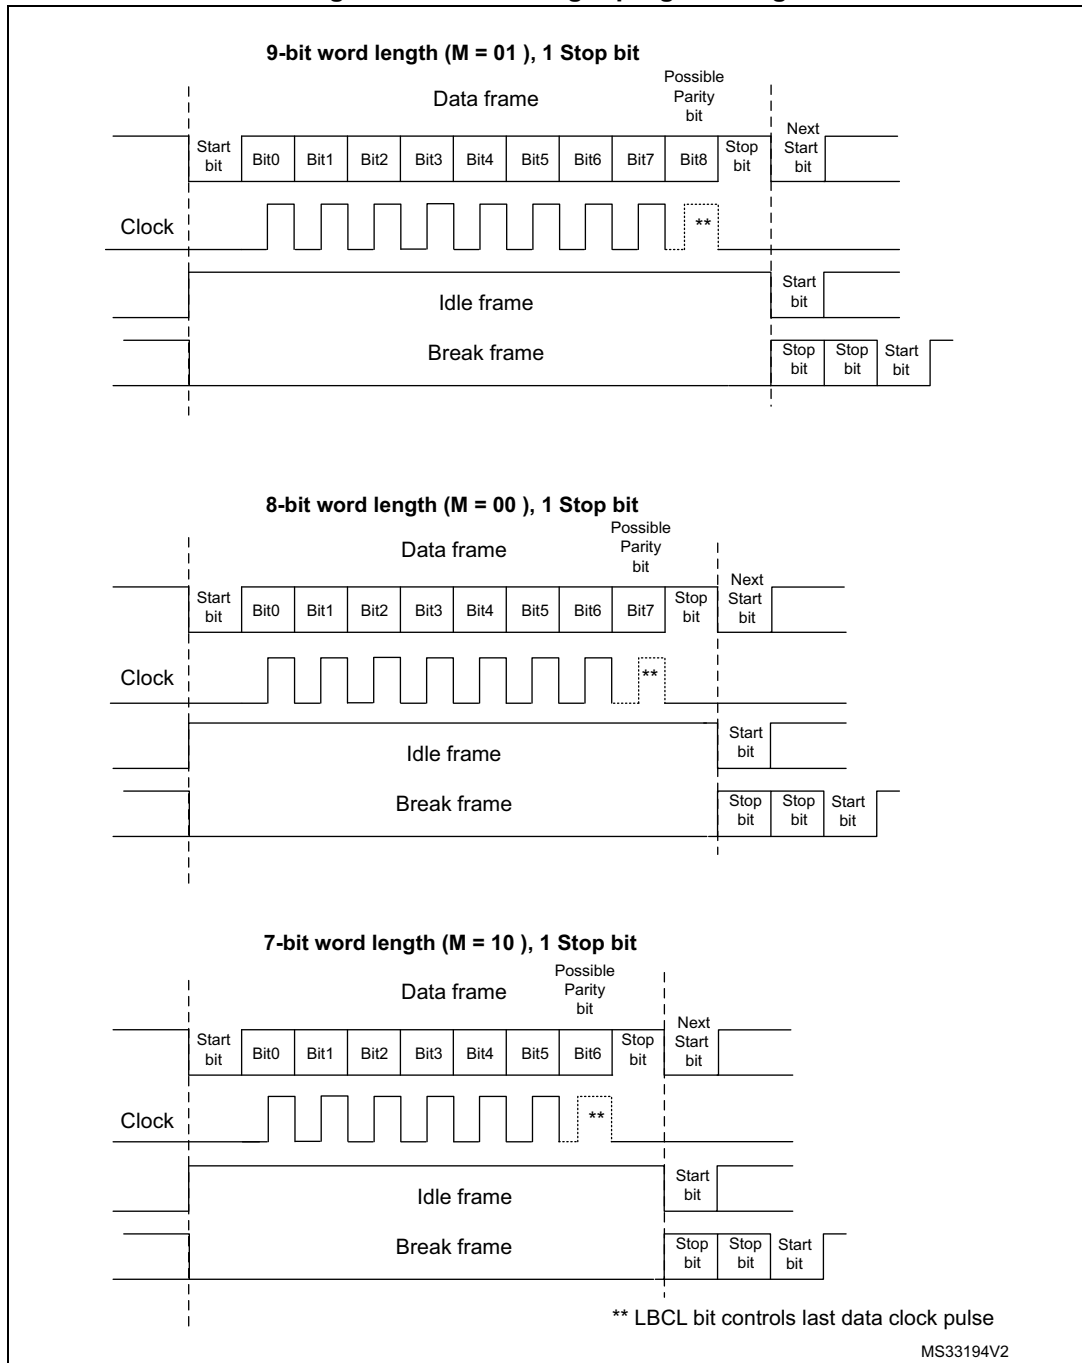 9-bit word length (M = 01 ), 1 Stop bit
Possible
Parity
bit
Data frame
Next
Start
bit
Start
bit
Bit0 Bit1 Bit2 Bit3 Bit4 Bit5 Bit6 Bit7 Bit8
Stop
bit
Clock
**
Idle frame
Start
bit
Break frame
Stop
bit
Stop
bit
Start
bit
8-bit word length (M = 00 ), 1 Stop bit
Possible
Parity
bit
Data frame
Next
Start
bit
Start
bit
Bit0 Bit1 Bit2 Bit3 Bit4 Bit5 Bit6 Bit7
Stop
bit
Clock
**
Idle frame
Start
bit
Break frame
Stop
bit
Stop
bit
Start
bit
7-bit word length (M = 10 ), 1 Stop bit
Possible
Parity
bit
Data frame
Next
Start
bit
Start
bit
Bit0 Bit1 Bit2 Bit3 Bit4 Bit5 Bit6
Stop
bit
Clock
**
Idle frame
Start
bit
Break frame
Stop
bit
Stop
bit
Start
bit
** LBCL bit controls last data clock pulse
MS33194V2